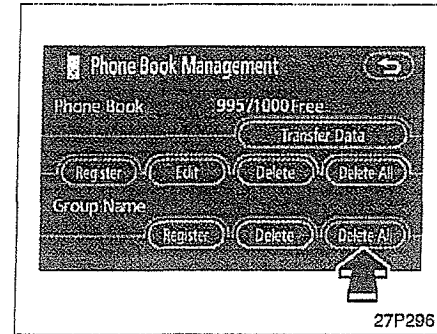 Phone Book Management
Phone Book 995/1000 Free
Transfer Data
Register Edit Delete Delete All
Group Name
Register Delete Delete All
27P296